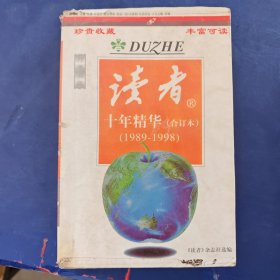 珍贵收藏 丰富可读
DUZHE
读者®
十年精华(合订本)
(1989-1998)
《读者》杂志社选编